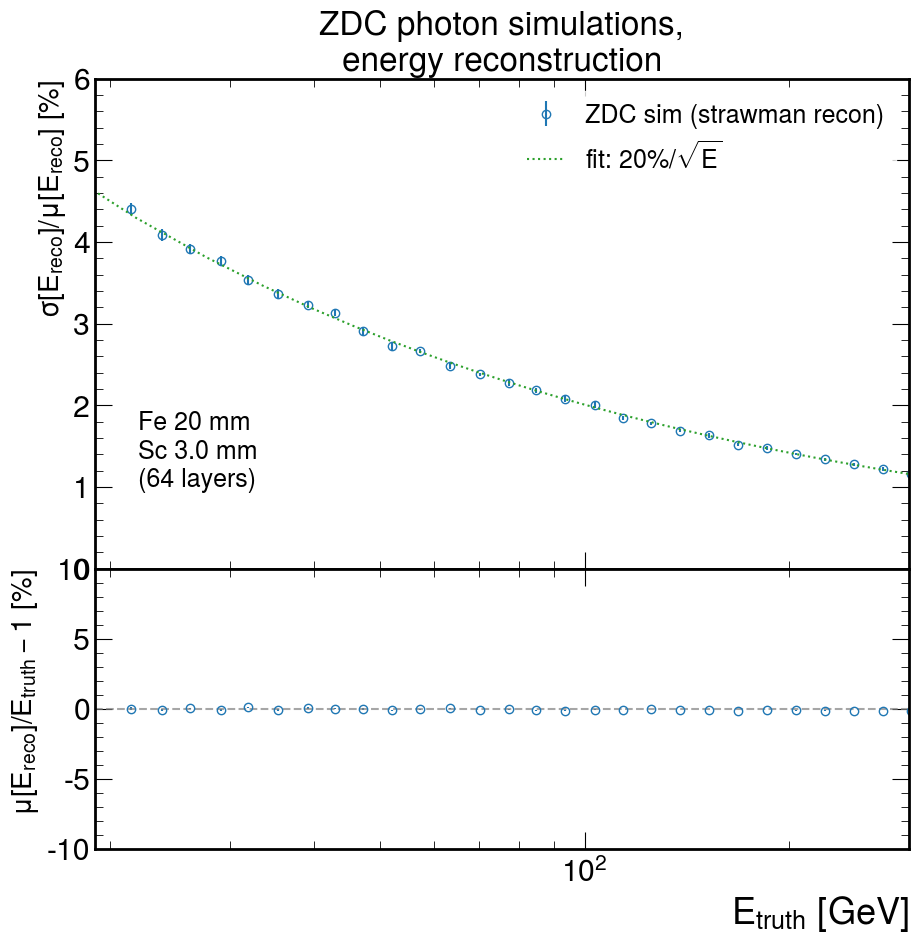 ZDC photon simulations,
energy reconstruction
σ[E_reco]/μ[E_reco] [%]
6
5
4
3
2
1
0
ZDC sim (strawman recon)
fit: 20%/√E
Fe 20 mm
Sc 3.0 mm
(64 layers)
μ[E_reco]/E_truth − 1 [%]
10
5
0
-5
-10
10²
E_truth [GeV]